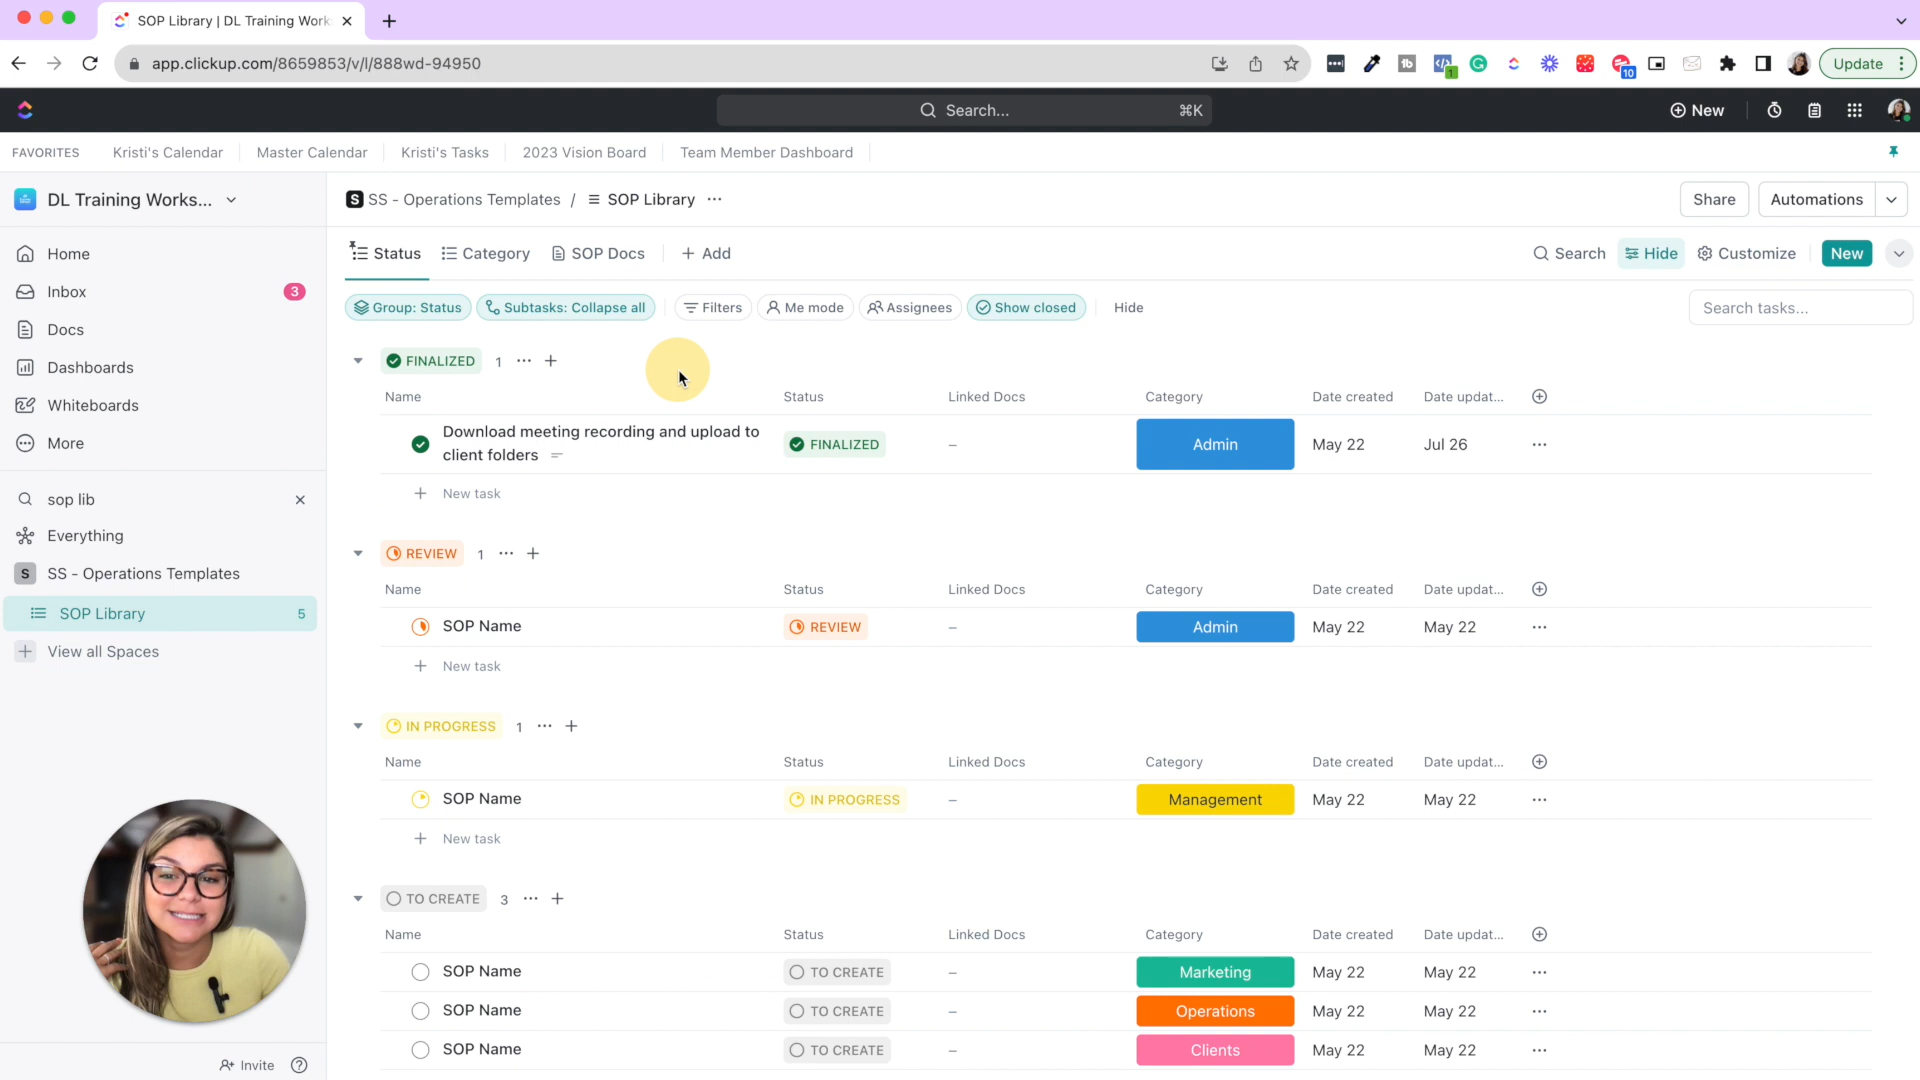 SOP Library | DL Training Work
app.clickup.com/8659853/v/l/888wd-94950
1
10
Update
Search...
⌘K
New
FAVORITES
Kristi's Calendar
Master Calendar
Kristi's Tasks
2023 Vision Board
Team Member Dashboard
DL Training Works...
S SS - Operations Templates / SOP Library ...
Share
Automations
Home
Inbox 3
Docs
Dashboards
Whiteboards
More
sop lib
Everything
S SS - Operations Templates
SOP Library 5
View all Spaces
Invite
Status
Category
SOP Docs
+ Add
Search
Hide
Customize
New
Group: Status
Subtasks: Collapse all
Filters
Me mode
Assignees
Show closed
Hide
Search tasks...
FINALIZED 1 ... +
Name Status Linked Docs Category Date created Date updat...
Download meeting recording and upload to
client folders
FINALIZED – Admin May 22 Jul 26 ...
+ New task
REVIEW 1 ... +
Name Status Linked Docs Category Date created Date updat...
SOP Name REVIEW – Admin May 22 May 22 ...
+ New task
IN PROGRESS 1 ... +
Name Status Linked Docs Category Date created Date updat...
SOP Name IN PROGRESS – Management May 22 May 22 ...
+ New task
TO CREATE 3 ... +
Name Status Linked Docs Category Date created Date updat...
SOP Name TO CREATE – Marketing May 22 May 22 ...
SOP Name TO CREATE – Operations May 22 May 22 ...
SOP Name TO CREATE – Clients May 22 May 22 ...